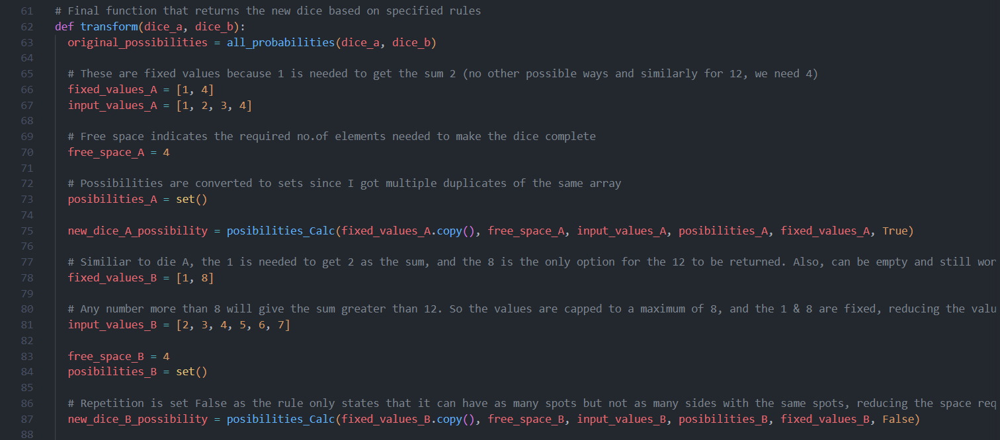 61 # Final function that returns the new dice based on specified rules
62 def transform(dice_a, dice_b):
63 original_possibilities = all_probabilities(dice_a, dice_b)
64
65 # These are fixed values because 1 is needed to get the sum 2 (no other possible ways and similarly for 12, we need 4)
66 fixed_values_A = [1, 4]
67 input_values_A = [1, 2, 3, 4]
68
69 # Free space indicates the required no.of elements needed to make the dice complete
70 free_space_A = 4
71
72 # Possibilities are converted to sets since I got multiple duplicates of the same array
73 posibilities_A = set()
74
75 new_dice_A_possibility = posibilities_Calc(fixed_values_A.copy(), free_space_A, input_values_A, posibilities_A, fixed_values_A, True)
76
77 # Similiar to die A, the 1 is needed to get 2 as the sum, and the 8 is the only option for the 12 to be returned. Also, can be empty and still wor
78 fixed_values_B = [1, 8]
79
80 # Any number more than 8 will give the sum greater than 12. So the values are capped to a maximum of 8, and the 1 & 8 are fixed, reducing the valu
81 input_values_B = [2, 3, 4, 5, 6, 7]
82
83 free_space_B = 4
84 posibilities_B = set()
85
86 # Repetition is set False as the rule only states that it can have as many spots but not as many sides with the same spots, reducing the space req
87 new_dice_B_possibility = posibilities_Calc(fixed_values_B.copy(), free_space_B, input_values_B, posibilities_B, fixed_values_B, False)
88